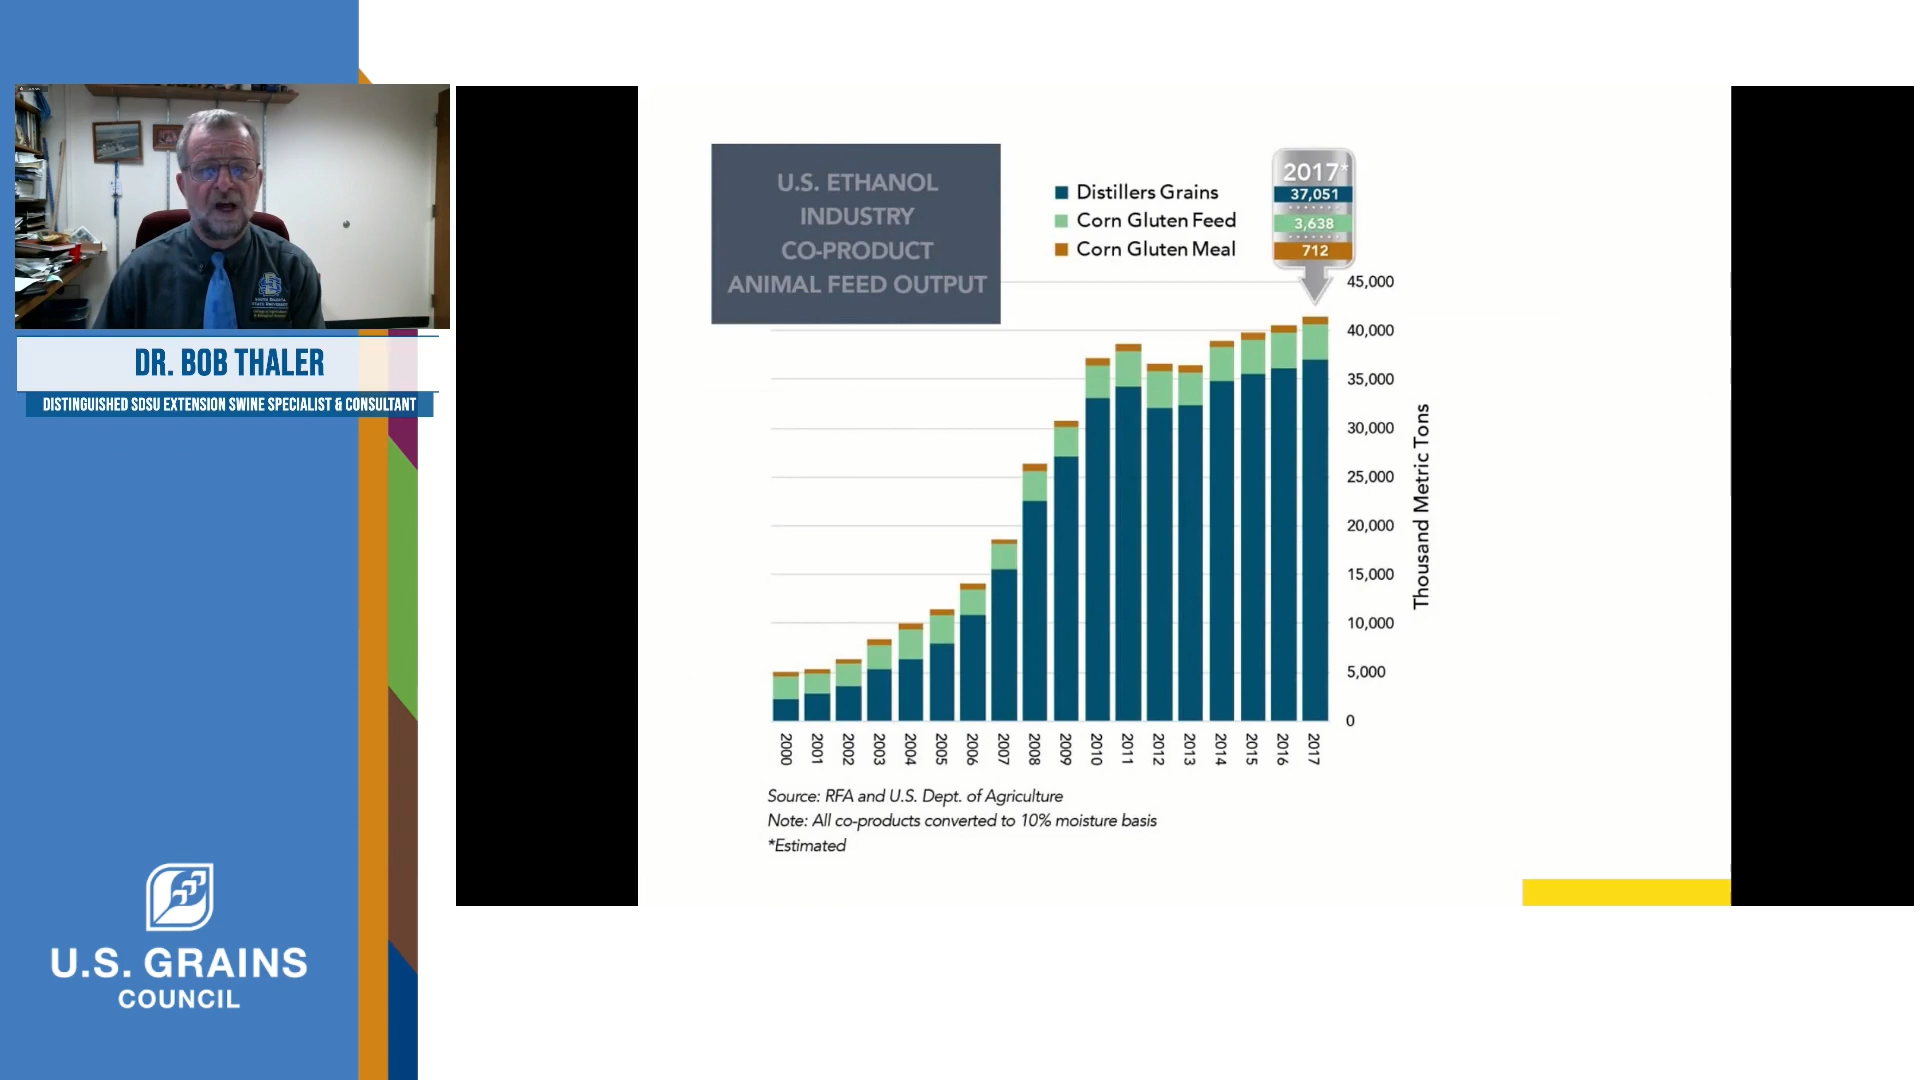 DR. BOB THALER
DISTINGUISHED SDSU EXTENSION SWINE SPECIALIST & CONSULTANT
U.S. GRAINS
COUNCIL
U.S. ETHANOL
INDUSTRY
CO-PRODUCT
ANIMAL FEED OUTPUT
Distillers Grains
Corn Gluten Feed
Corn Gluten Meal
2017*
37,051
3,638
712
45,000
40,000
35,000
30,000
25,000
20,000
15,000
10,000
5,000
0
Thousand Metric Tons
2000
2001
2002
2003
2004
2005
2006
2007
2008
2009
2010
2011
2012
2013
2014
2015
2016
2017
Source: RFA and U.S. Dept. of Agriculture
Note: All co-products converted to 10% moisture basis
*Estimated